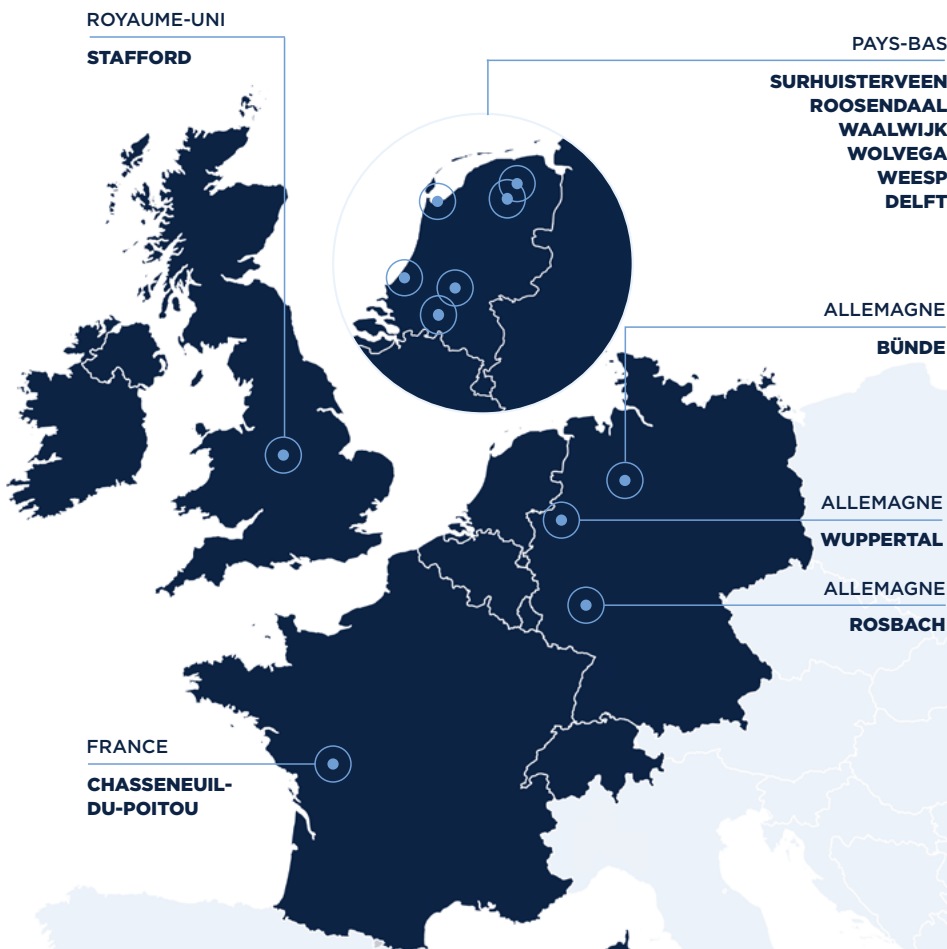 ROYAUME-UNI
STAFFORD
PAYS-BAS
SURHUISTERVEEN
ROOSENDAAL
WAALWIJK
WOLVEGA
WEESP
DELFT
ALLEMAGNE
BÜNDE
ALLEMAGNE
WUPPERTAL
ALLEMAGNE
ROSBACH
FRANCE
CHASSENEUIL-
DU-POITOU